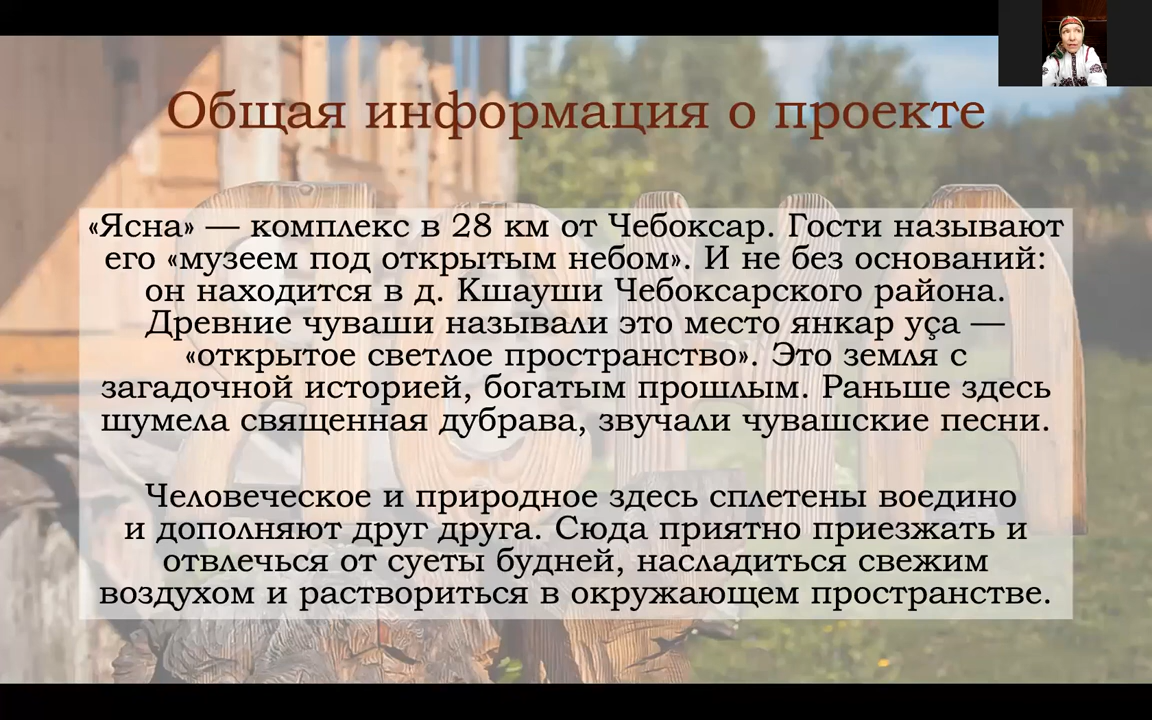 Общая информация о проекте
«Ясна» — комплекс в 28 км от Чебоксар. Гости называют
его «музеем под открытым небом». И не без оснований:
он находится в д. Кшауши Чебоксарского района.
Древние чуваши называли это место янкар уçа —
«открытое светлое пространство». Это земля с
загадочной историей, богатым прошлым. Раньше здесь
шумела священная дубрава, звучали чувашские песни.
Человеческое и природное здесь сплетены воедино
и дополняют друг друга. Сюда приятно приезжать и
отвлечься от суеты будней, насладиться свежим
воздухом и раствориться в окружающем пространстве.
ЯСНА